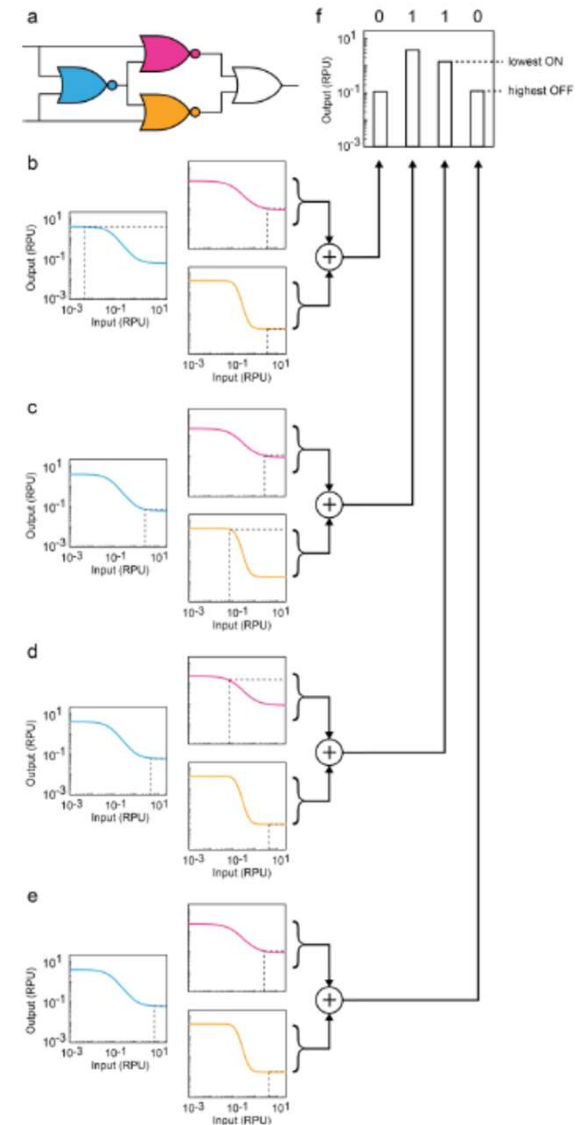 a
f
0 1 1 0
Output (RPU)
10^1
10^-1
10^-3
lowest ON
highest OFF
b
Output (RPU)
10^1
10^-1
10^-3
10^-3 10^-1 10^1
Input (RPU)
+
10^-3 10^-1 10^1
Input (RPU)
c
Output (RPU)
10^1
10^-1
10^-3
10^-3 10^-1 10^1
Input (RPU)
+
10^-3 10^-1 10^1
Input (RPU)
d
Output (RPU)
10^1
10^-1
10^-3
10^-3 10^-1 10^1
Input (RPU)
+
10^-3 10^-1 10^1
Input (RPU)
e
Output (RPU)
10^1
10^-1
10^-3
10^-3 10^-1 10^1
Input (RPU)
+
10^-3 10^-1 10^1
Input (RPU)